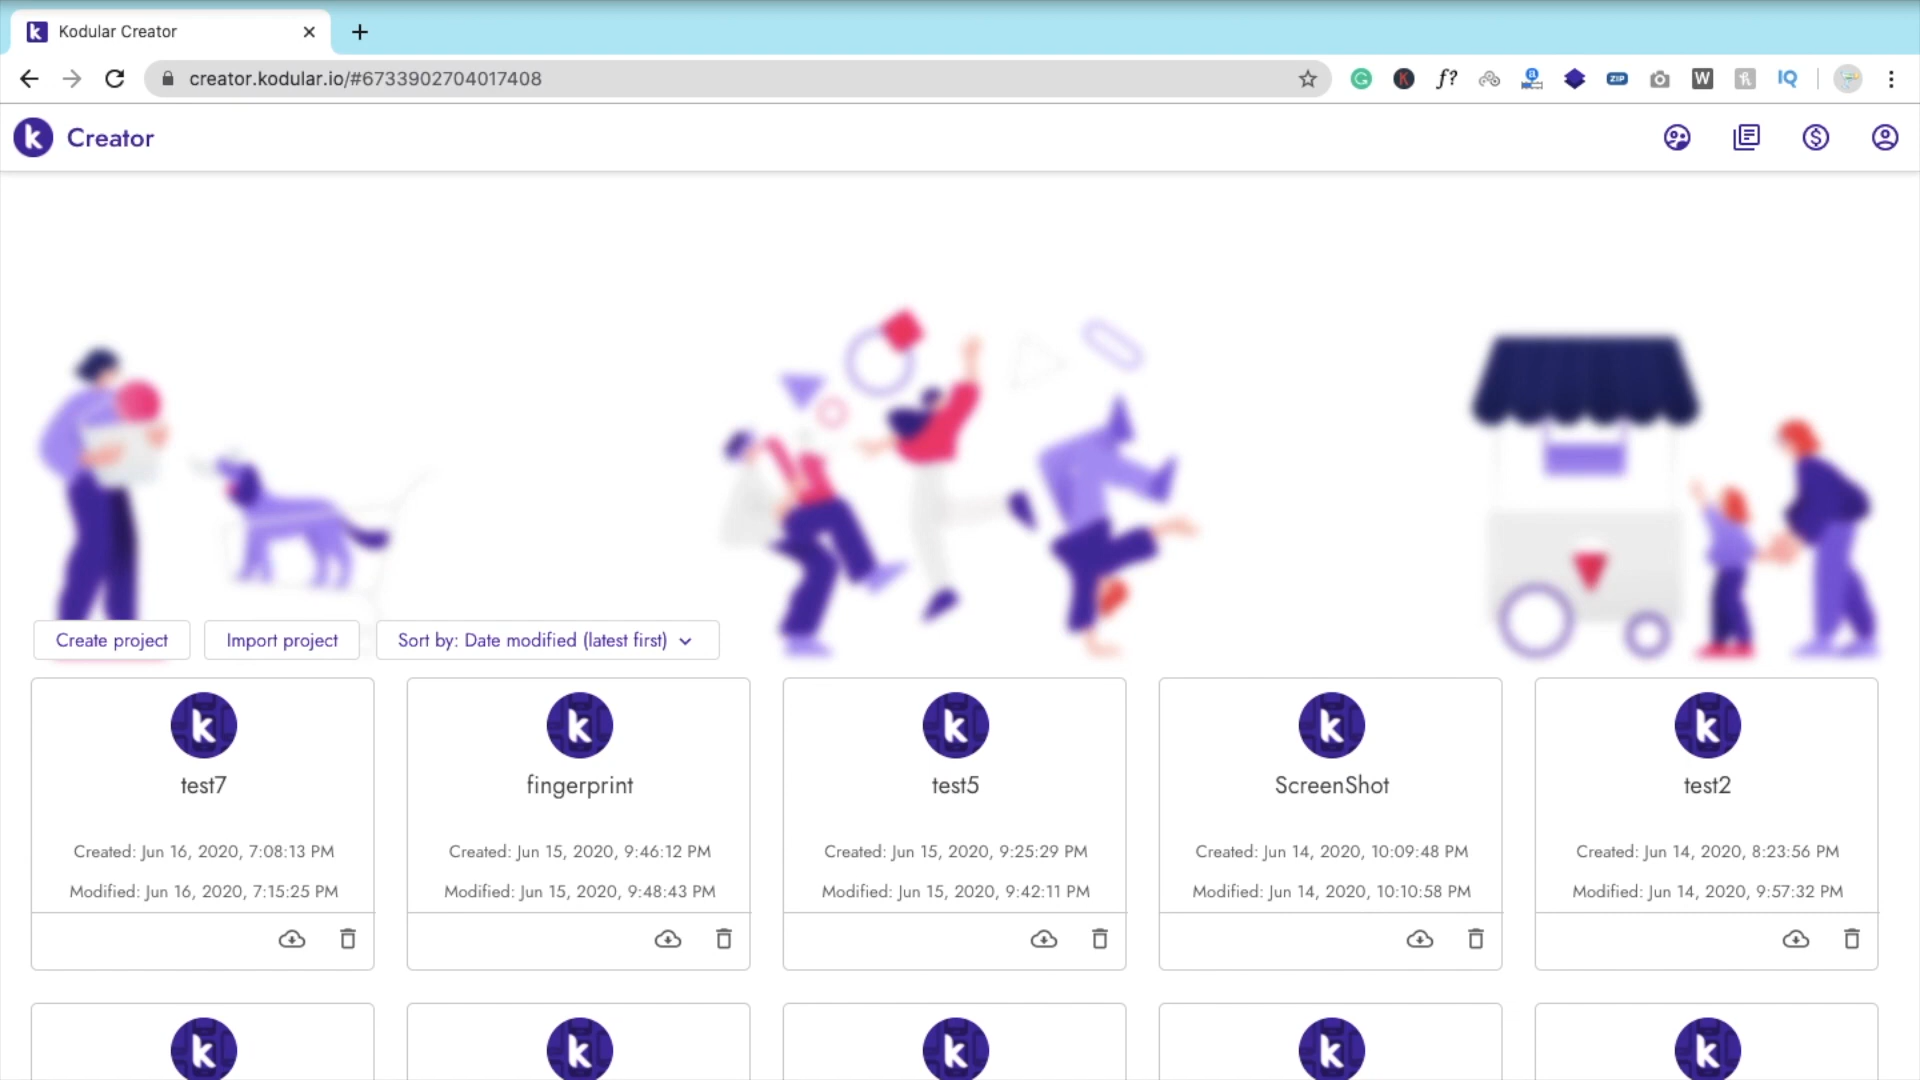 Kodular Creator
creator.kodular.io/#6733902704017408
Creator
Create project
Import project
Sort by: Date modified (latest first)
test7
Created: Jun 16, 2020, 7:08:13 PM
Modified: Jun 16, 2020, 7:15:25 PM
fingerprint
Created: Jun 15, 2020, 9:46:12 PM
Modified: Jun 15, 2020, 9:48:43 PM
test5
Created: Jun 15, 2020, 9:25:29 PM
Modified: Jun 15, 2020, 9:42:11 PM
ScreenShot
Created: Jun 14, 2020, 10:09:48 PM
Modified: Jun 14, 2020, 10:10:58 PM
test2
Created: Jun 14, 2020, 8:23:56 PM
Modified: Jun 14, 2020, 9:57:32 PM